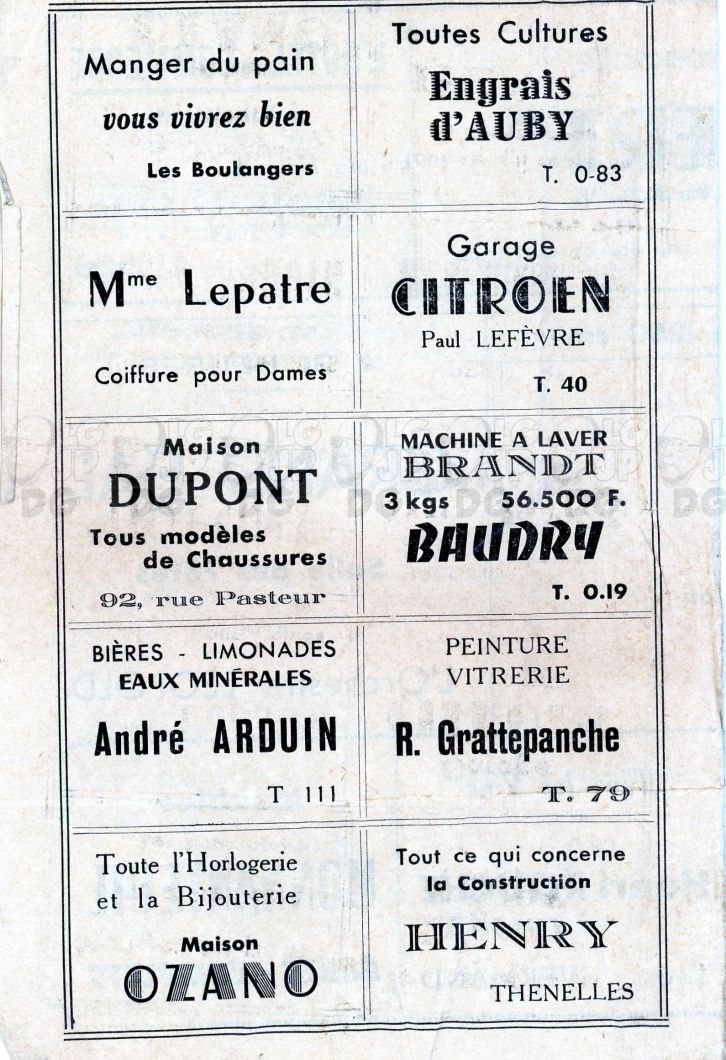 Manger du pain
vous vivrez bien
Les Boulangers
Toutes Cultures
Engrais
d'AUBY
T. 0-83
Mme Lepatre
Coiffure pour Dames
Garage
CITROEN
Paul LEFÈVRE
T. 40
Maison
DUPONT
Tous modèles
de Chaussures
92, rue Pasteur
MACHINE A LAVER
BRANDT
3 kgs 56.500 F.
BAUDRY
T. 0.19
BIÈRES - LIMONADES
EAUX MINÉRALES
André ARDUIN
T 111
PEINTURE
VITRERIE
R. Grattepanche
T. 79
Toute l'Horlogerie
et la Bijouterie
Maison
OZANO
Tout ce qui concerne
la Construction
HENRY
THENELLES